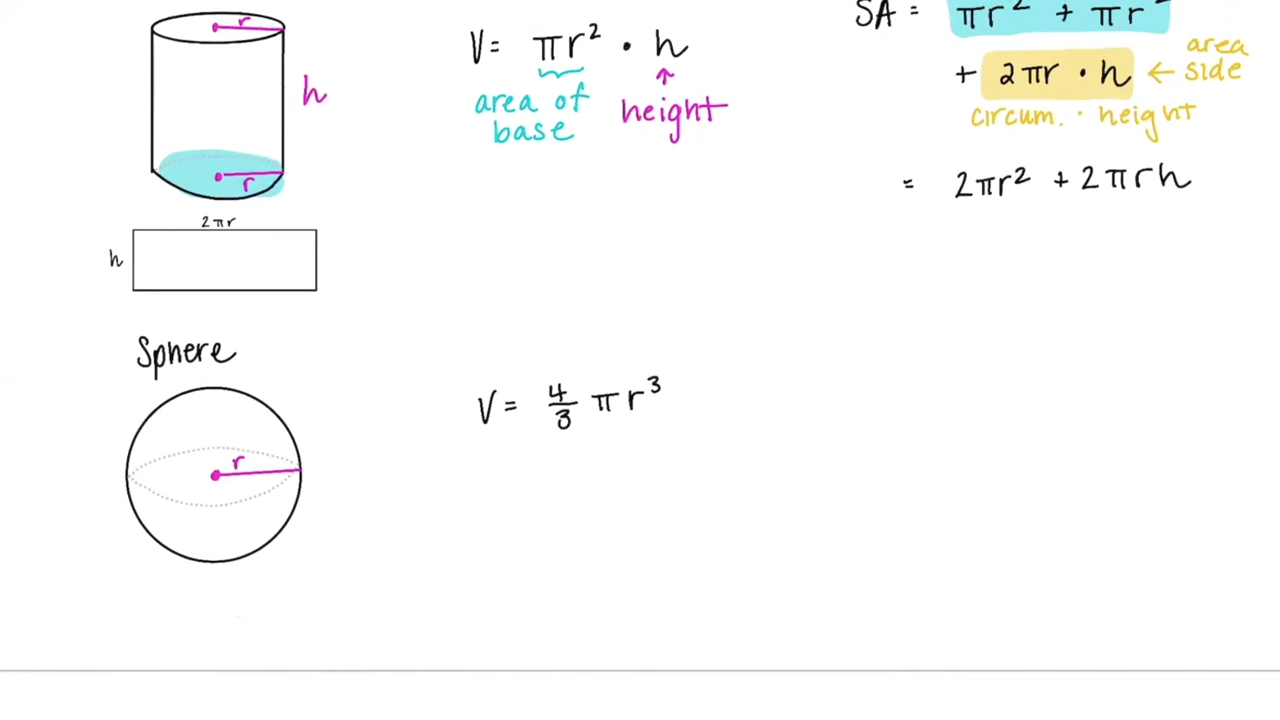 r
h
r
V = πr² · h
area of base
height
SA = πr² + πr²
+ 2πr · h ← area side
circum. · height
= 2πr² + 2πrh
2πr
h
Sphere
r
V = 4/3 πr³